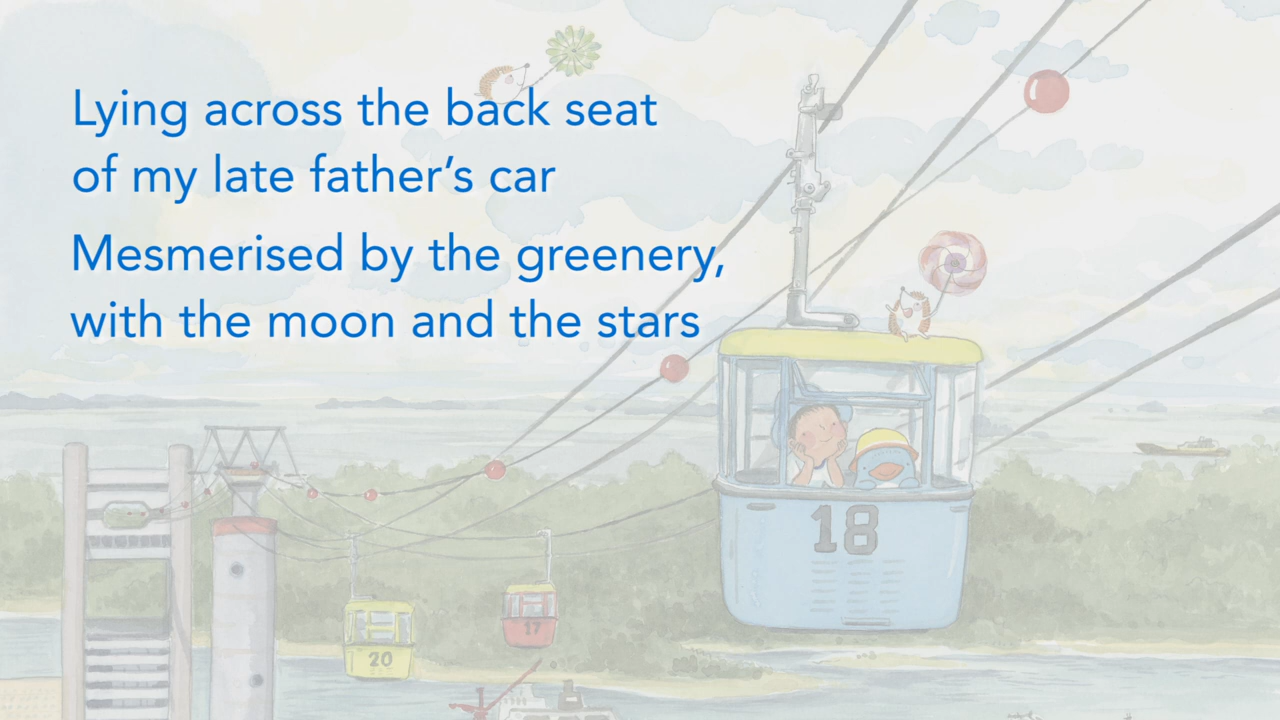 Lying across the back seat
of my late father’s car
Mesmerised by the greenery,
with the moon and the stars
18
17
20